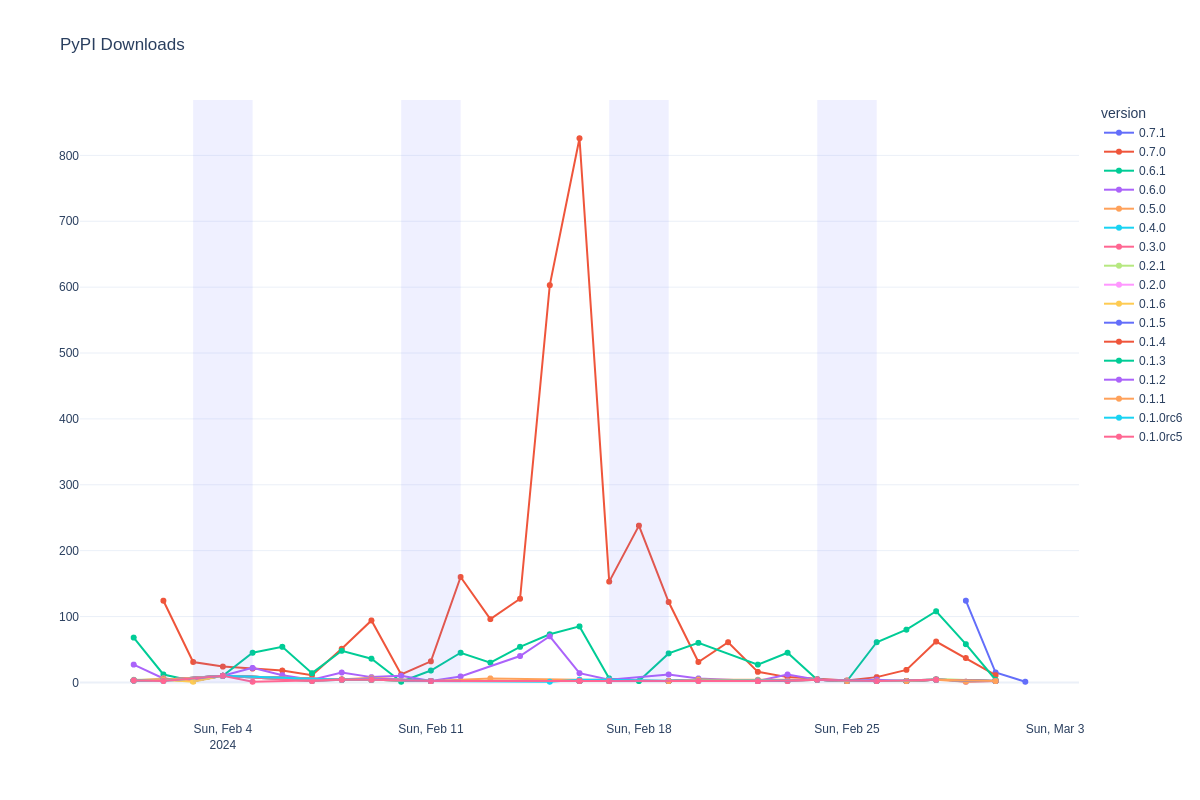 PyPI Downloads
version
0.7.1
0.7.0
0.6.1
0.6.0
0.5.0
0.4.0
0.3.0
0.2.1
0.2.0
0.1.6
0.1.5
0.1.4
0.1.3
0.1.2
0.1.1
0.1.0rc6
0.1.0rc5
800
700
600
500
400
300
200
100
0
Sun, Feb 4
2024
Sun, Feb 11
Sun, Feb 18
Sun, Feb 25
Sun, Mar 3